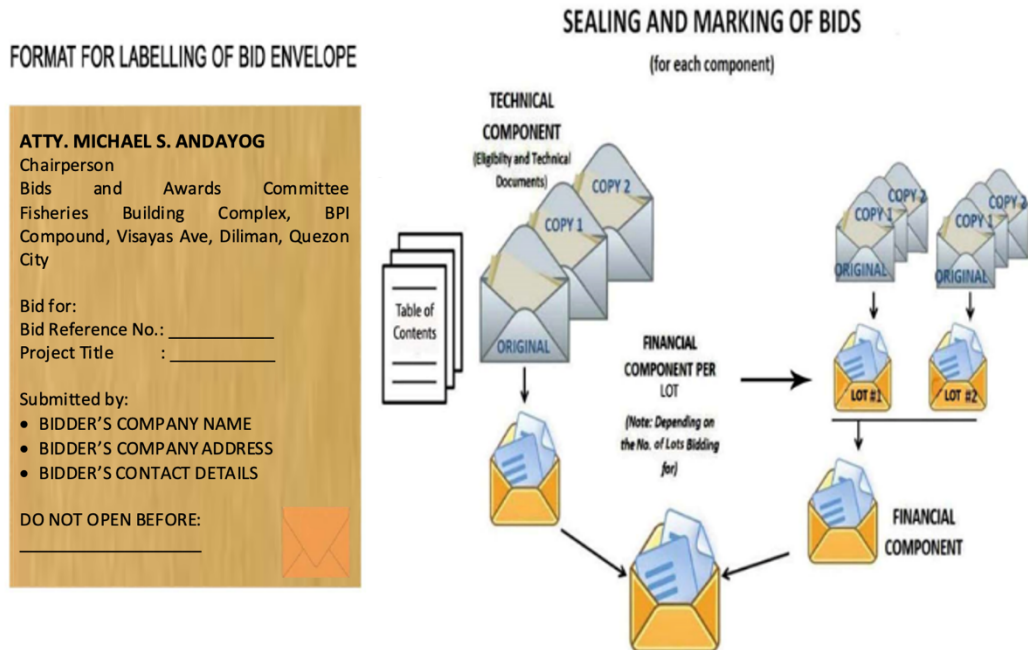 FORMAT FOR LABELLING OF BID ENVELOPE
ATTY. MICHAEL S. ANDAYOG
Chairperson
Bids and Awards Committee
Fisheries Building Complex, BPI
Compound, Visayas Ave, Diliman, Quezon
City
Bid for:
Bid Reference No.: ____________
Project Title : ____________
Submitted by:
• BIDDER'S COMPANY NAME
• BIDDER'S COMPANY ADDRESS
• BIDDER'S CONTACT DETAILS
DO NOT OPEN BEFORE:
____________________
SEALING AND MARKING OF BIDS
(for each component)
TECHNICAL
COMPONENT
(Eligibility and Technical
Documents)
COPY 2
COPY 1
ORIGINAL
Table of
Contents
FINANCIAL
COMPONENT PER
LOT
(Note: Depending on
the No. of Lots Bidding
for)
COPY 2
COPY 1
ORIGINAL
COPY 2
COPY 1
ORIGINAL
LOT #1
LOT #2
FINANCIAL
COMPONENT